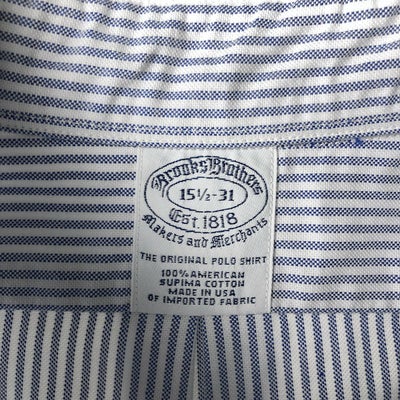 Brooks Brothers
15½-31
Est. 1818
Makers and Merchants
THE ORIGINAL POLO SHIRT
100% AMERICAN
SUPIMA COTTON
MADE IN USA
OF IMPORTED FABRIC